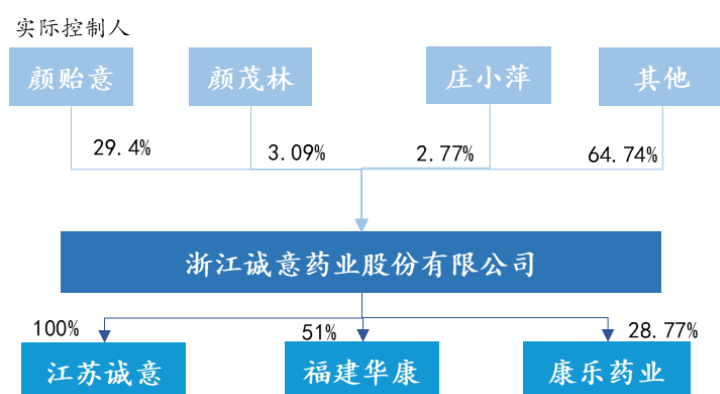 实际控制人
颜贻意
颜茂林
庄小萍
其他
29.4%
3.09%
2.77%
64.74%
浙江诚意药业股份有限公司
100%
51%
28.77%
江苏诚意
福建华康
康乐药业